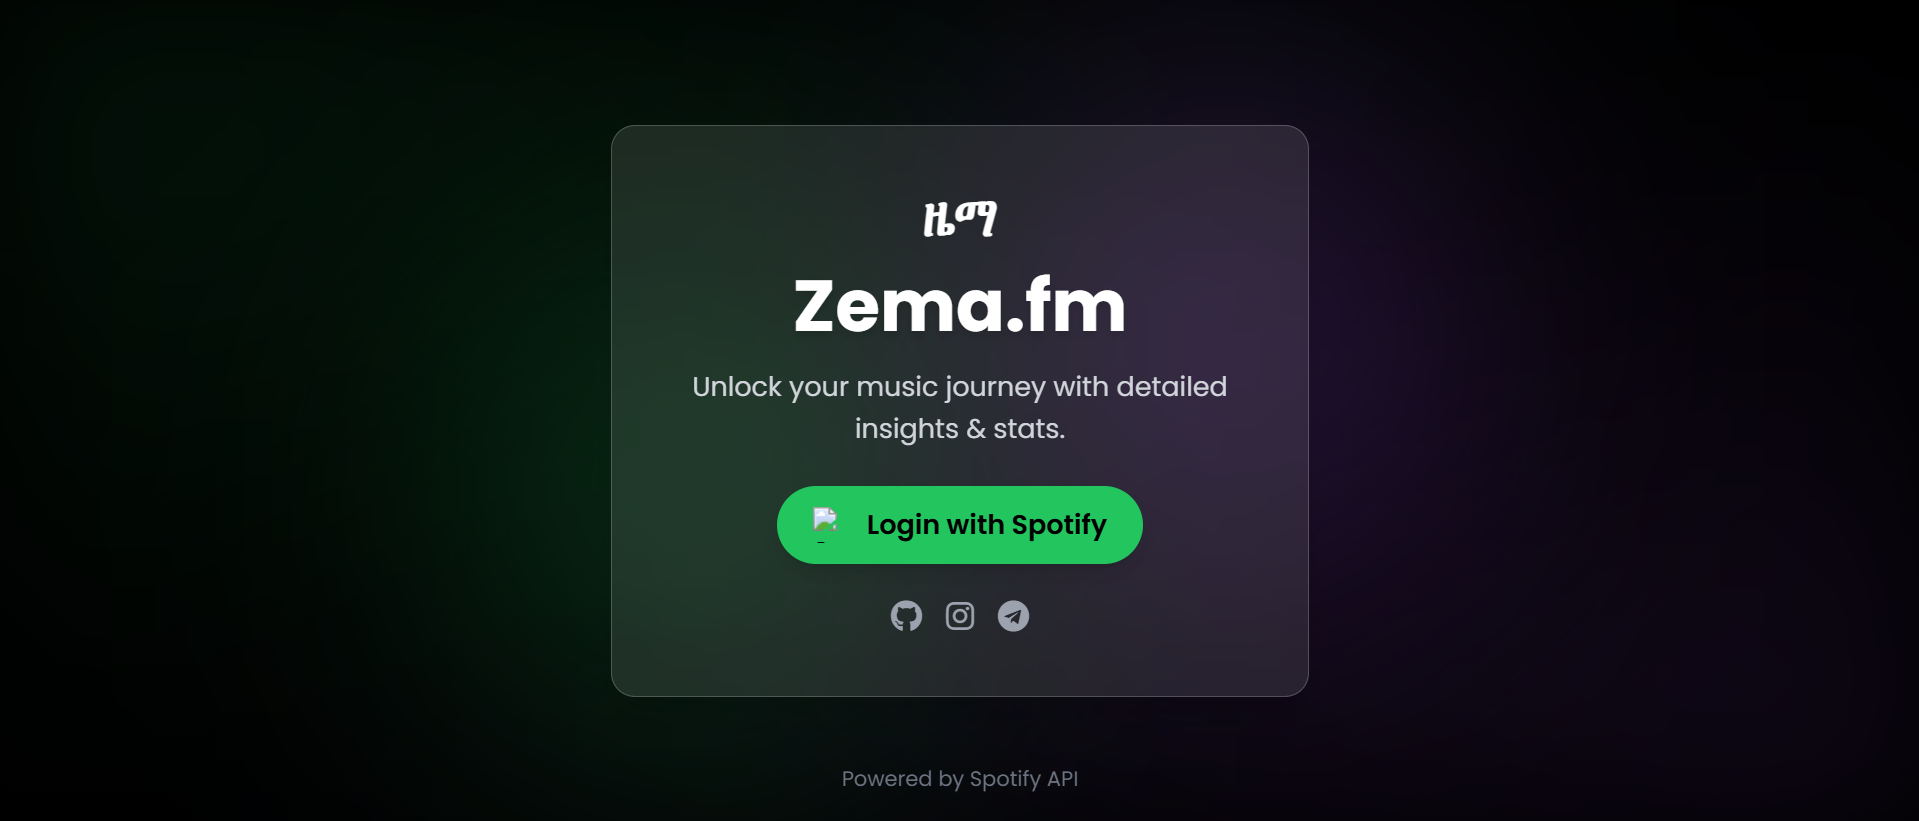 ዜማ
Zema.fm
Unlock your music journey with detailed
insights & stats.
Login with Spotify
Powered by Spotify API